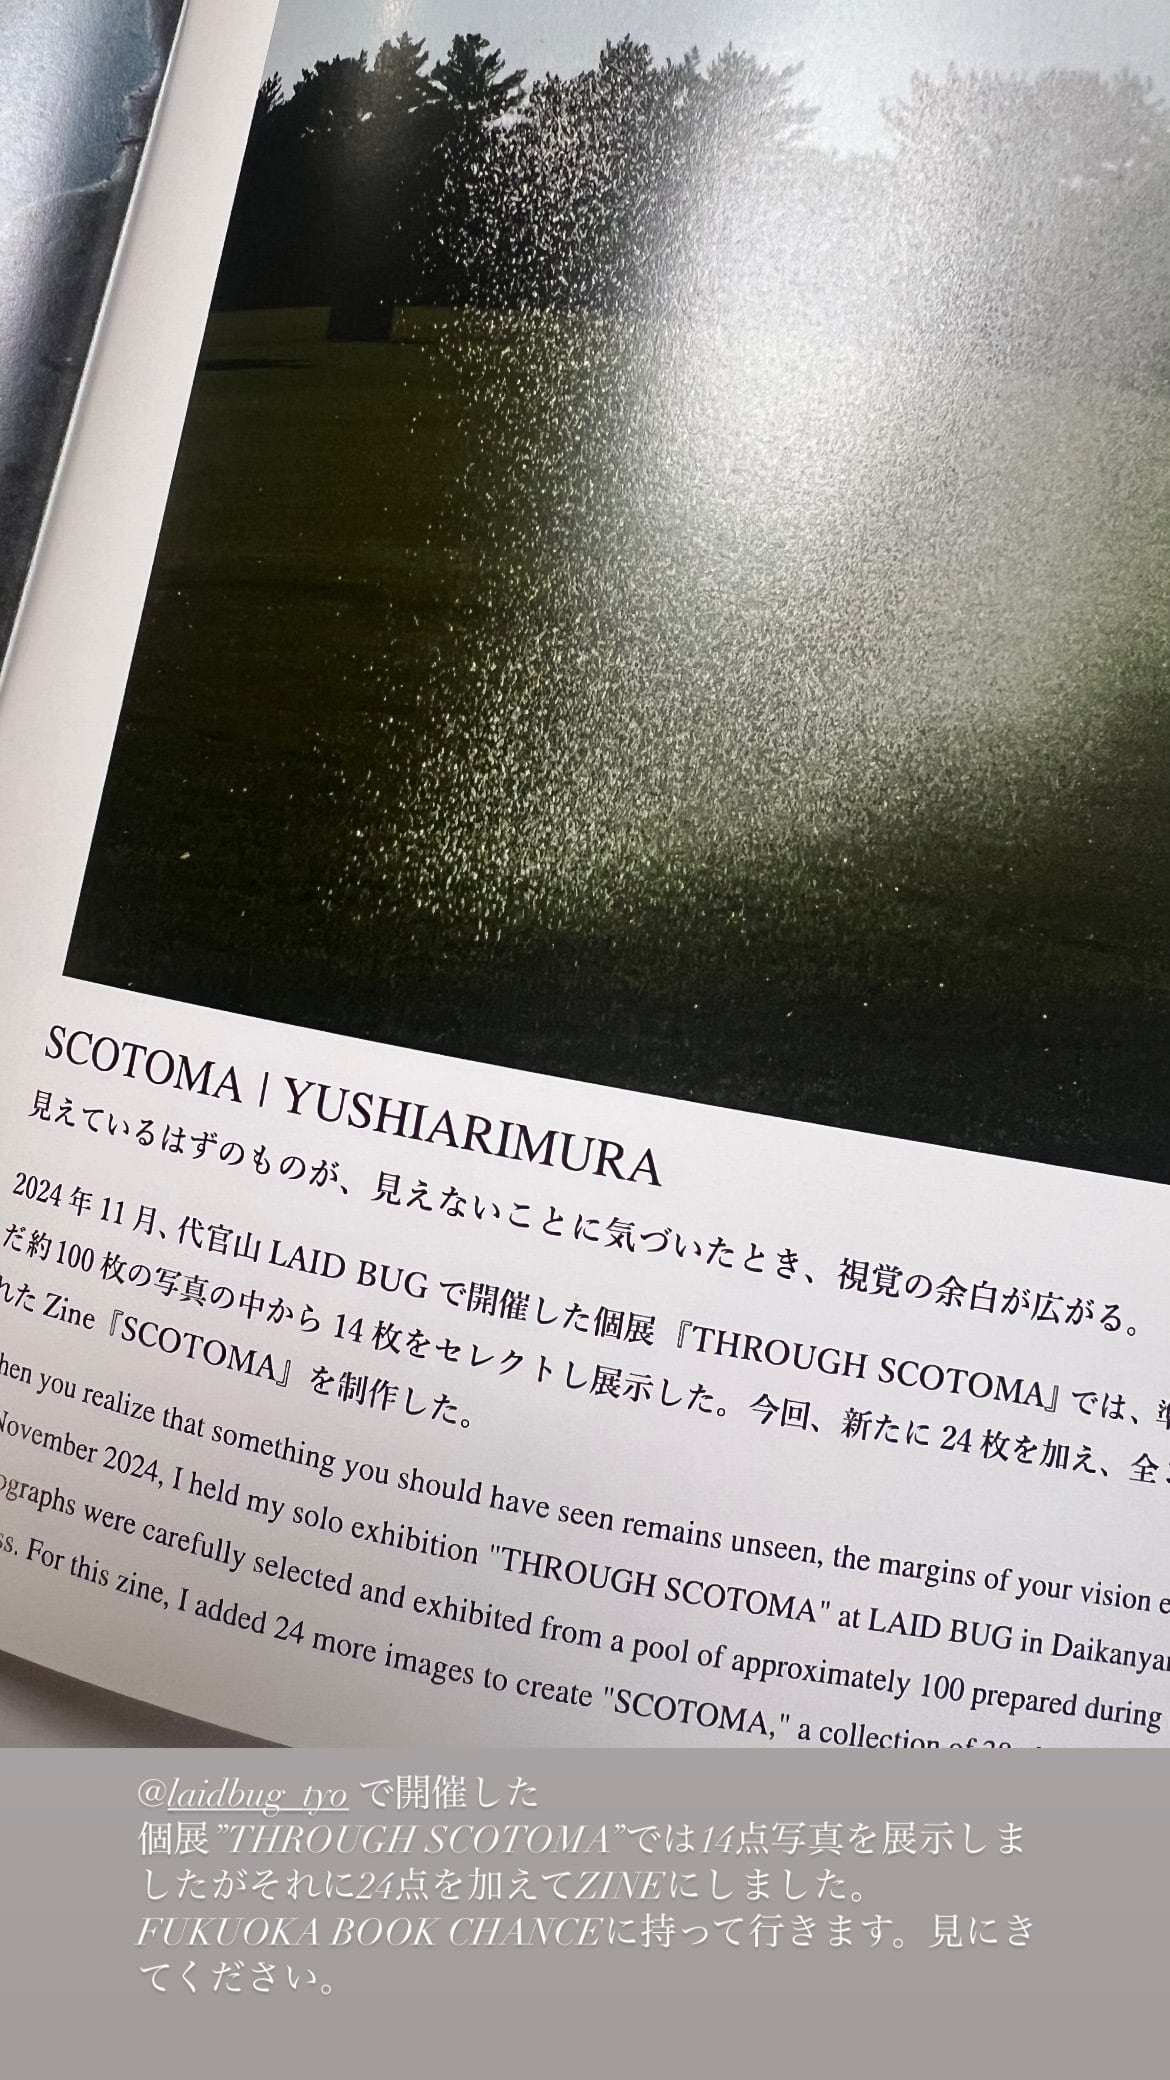 SCOTOMA | YUSHIARIMURA
見えているはずのものが、見えないことに気づいたとき、視覚の余白が広がる。
2024年11月、代官山 LAID BUG で開催した個展『THROUGH SCOTOMA』では、準
だ約100枚の写真の中から14枚をセレクトし展示した。今回、新たに24枚を加え、全
れた Zine『SCOTOMA』を制作した。
hen you realize that something you should have seen remains unseen, the margins of your vision e
November 2024, I held my solo exhibition "THROUGH SCOTOMA" at LAID BUG in Daikanya
ographs were carefully selected and exhibited from a pool of approximately 100 prepared during
ss. For this zine, I added 24 more images to create "SCOTOMA," a collection of 38
@laidbug_tyo で開催した
個展”THROUGH SCOTOMA”では14点写真を展示しま
したがそれに24点を加えてZINEにしました。
FUKUOKA BOOK CHANCEに持って行きます。見にき
てください。